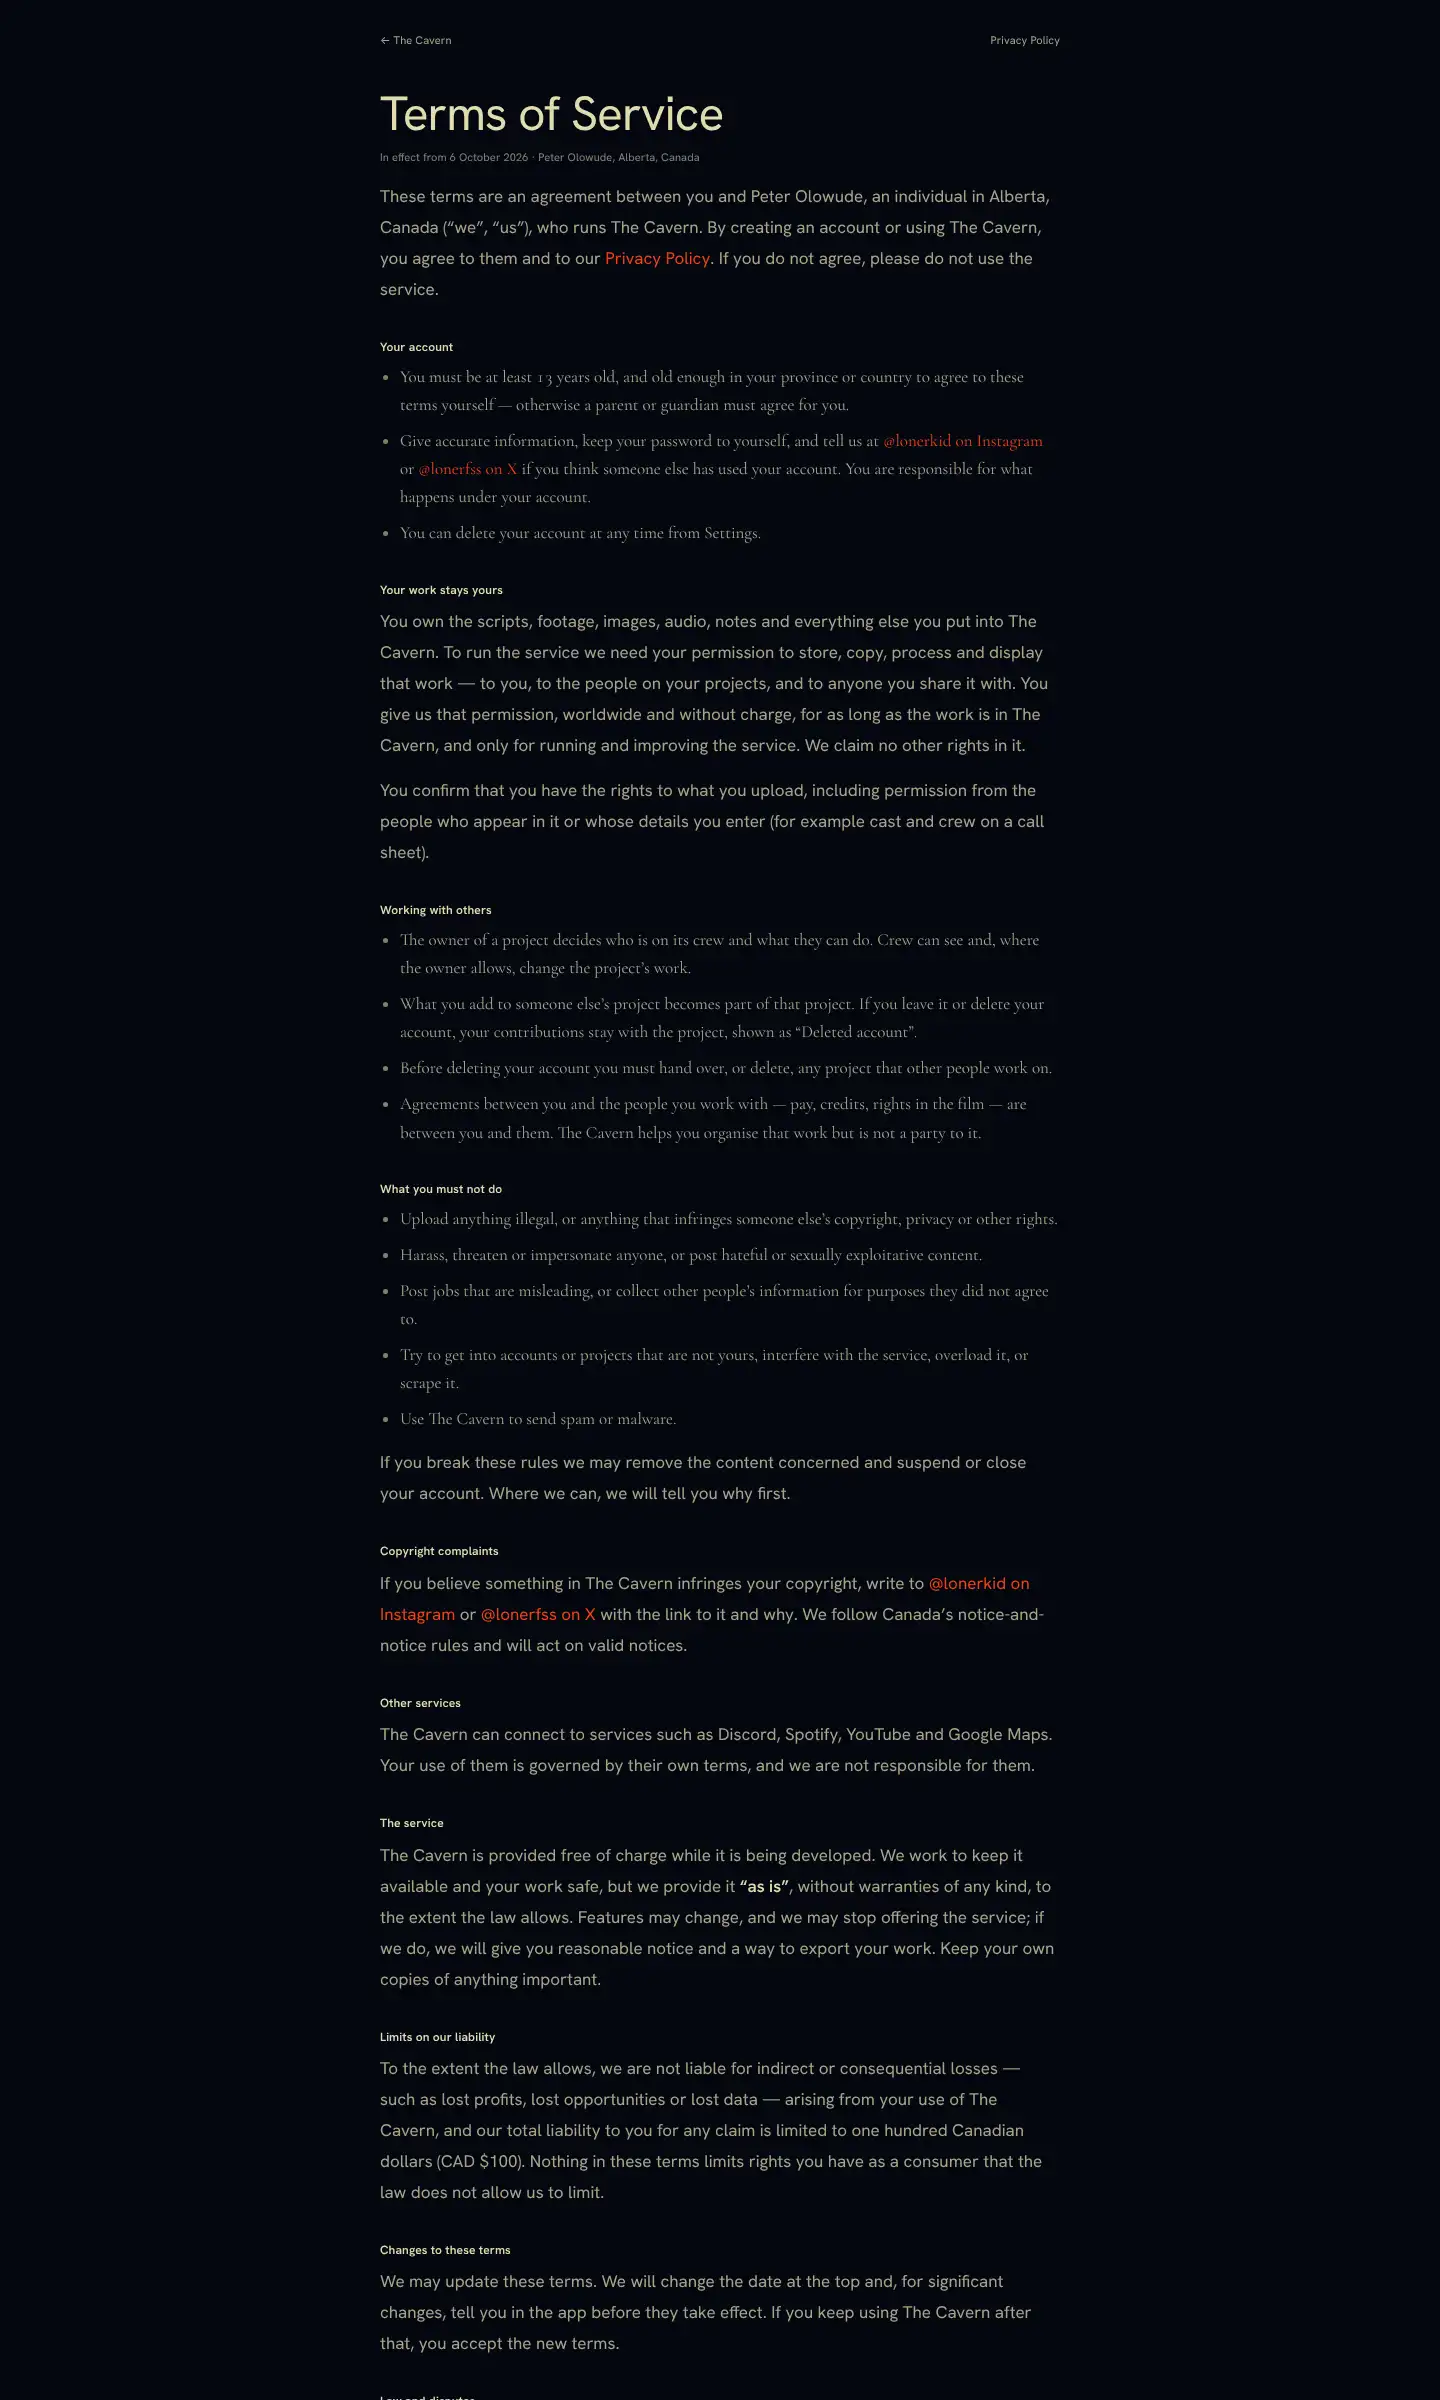 ← The Cavern
Privacy Policy
Terms of Service
In effect from 6 October 2026 · Peter Olowude, Alberta, Canada
These terms are an agreement between you and Peter Olowude, an individual in Alberta,
Canada (“we”, “us”), who runs The Cavern. By creating an account or using The Cavern,
you agree to them and to our Privacy Policy. If you do not agree, please do not use the
service.
Your account
• You must be at least 13 years old, and old enough in your province or country to agree to these
terms yourself — otherwise a parent or guardian must agree for you.
• Give accurate information, keep your password to yourself, and tell us at @lonerkid on Instagram
or @lonerfss on X if you think someone else has used your account. You are responsible for what
happens under your account.
• You can delete your account at any time from Settings.
Your work stays yours
You own the scripts, footage, images, audio, notes and everything else you put into The
Cavern. To run the service we need your permission to store, copy, process and display
that work — to you, to the people on your projects, and to anyone you share it with. You
give us that permission, worldwide and without charge, for as long as the work is in The
Cavern, and only for running and improving the service. We claim no other rights in it.
You confirm that you have the rights to what you upload, including permission from the
people who appear in it or whose details you enter (for example cast and crew on a call
sheet).
Working with others
• The owner of a project decides who is on its crew and what they can do. Crew can see and, where
the owner allows, change the project’s work.
• What you add to someone else’s project becomes part of that project. If you leave it or delete your
account, your contributions stay with the project, shown as “Deleted account”.
• Before deleting your account you must hand over, or delete, any project that other people work on.
• Agreements between you and the people you work with — pay, credits, rights in the film — are
between you and them. The Cavern helps you organise that work but is not a party to it.
What you must not do
• Upload anything illegal, or anything that infringes someone else’s copyright, privacy or other rights.
• Harass, threaten or impersonate anyone, or post hateful or sexually exploitative content.
• Post jobs that are misleading, or collect other people’s information for purposes they did not agree
to.
• Try to get into accounts or projects that are not yours, interfere with the service, overload it, or
scrape it.
• Use The Cavern to send spam or malware.
If you break these rules we may remove the content concerned and suspend or close
your account. Where we can, we will tell you why first.
Copyright complaints
If you believe something in The Cavern infringes your copyright, write to @lonerkid on
Instagram or @lonerfss on X with the link to it and why. We follow Canada’s notice-and-
notice rules and will act on valid notices.
Other services
The Cavern can connect to services such as Discord, Spotify, YouTube and Google Maps.
Your use of them is governed by their own terms, and we are not responsible for them.
The service
The Cavern is provided free of charge while it is being developed. We work to keep it
available and your work safe, but we provide it “as is”, without warranties of any kind, to
the extent the law allows. Features may change, and we may stop offering the service; if
we do, we will give you reasonable notice and a way to export your work. Keep your own
copies of anything important.
Limits on our liability
To the extent the law allows, we are not liable for indirect or consequential losses —
such as lost profits, lost opportunities or lost data — arising from your use of The
Cavern, and our total liability to you for any claim is limited to one hundred Canadian
dollars (CAD $100). Nothing in these terms limits rights you have as a consumer that the
law does not allow us to limit.
Changes to these terms
We may update these terms. We will change the date at the top and, for significant
changes, tell you in the app before they take effect. If you keep using The Cavern after
that, you accept the new terms.